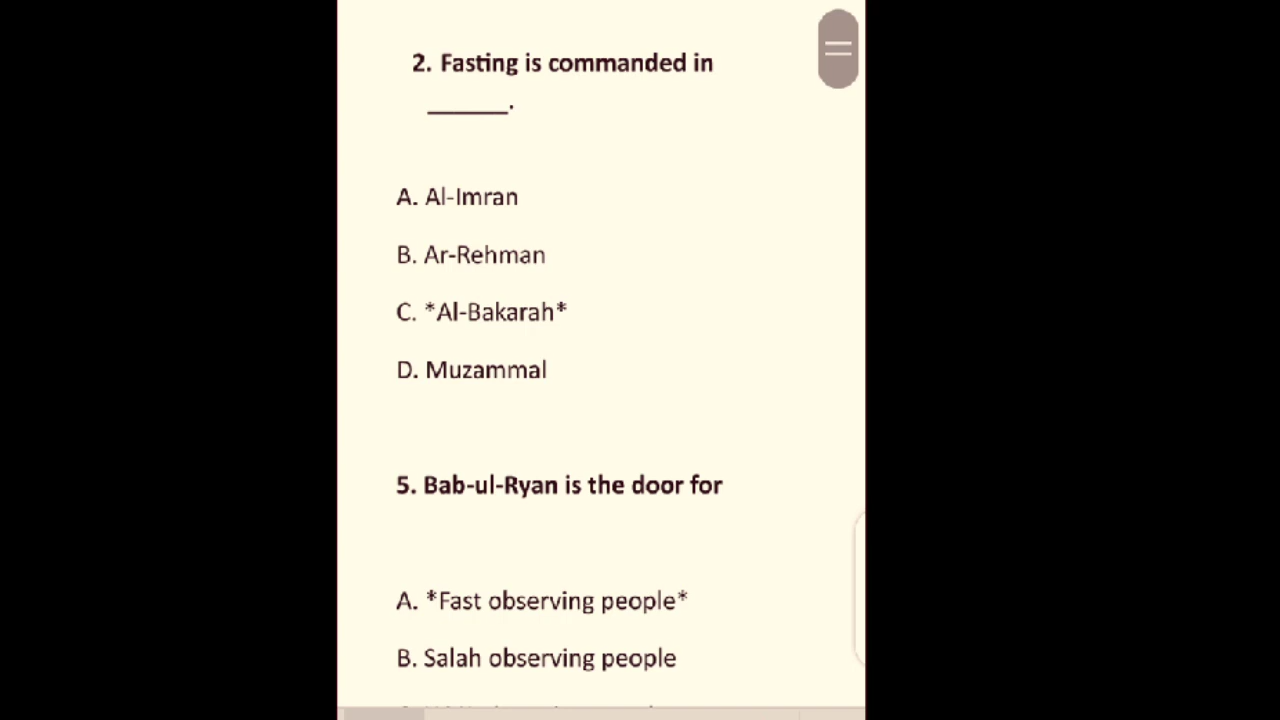 2. Fasting is commanded in
______.
A. Al-Imran
B. Ar-Rehman
C. *Al-Bakarah*
D. Muzammal
5. Bab-ul-Ryan is the door for
A. *Fast observing people*
B. Salah observing people